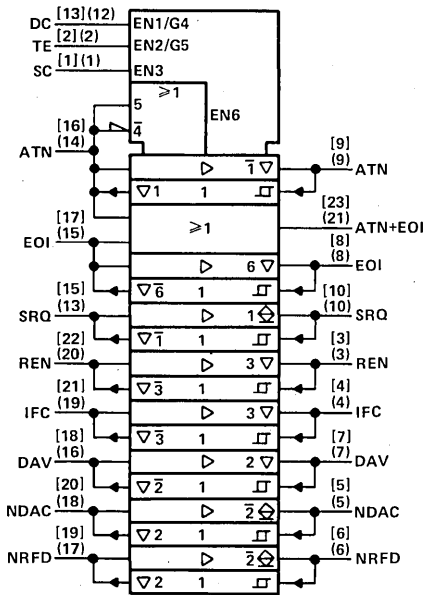 DC [13](12) EN1/G4
TE [2](2) EN2/G5
SC [1](1) EN3
≥1
5 EN6
4̅
[16]
(14)
ATN
▷ 1̅ ▽ [9]
(9) ATN
▽1 1
[23]
(21) ATN+EOI
≥1
[17]
(15)
EOI
▷ 6 ▽ [8]
(8) EOI
▽6̅ 1
[15]
(13)
SRQ
▷ 1 [10]
(10) SRQ
▽1̅ 1
[22]
(20)
REN
▷ 3 ▽ [3]
(3) REN
▽3̅ 1
[21]
(19)
IFC
▷ 3 ▽ [4]
(4) IFC
▽3̅ 1
[18]
(16)
DAV
▷ 2 ▽ [7]
(7) DAV
▽2̅ 1
[20]
(18)
NDAC
▷ 2̅ [5]
(5) NDAC
▽2 1
[19]
(17)
NRFD
▷ 2̅ [6]
(6) NRFD
▽2 1